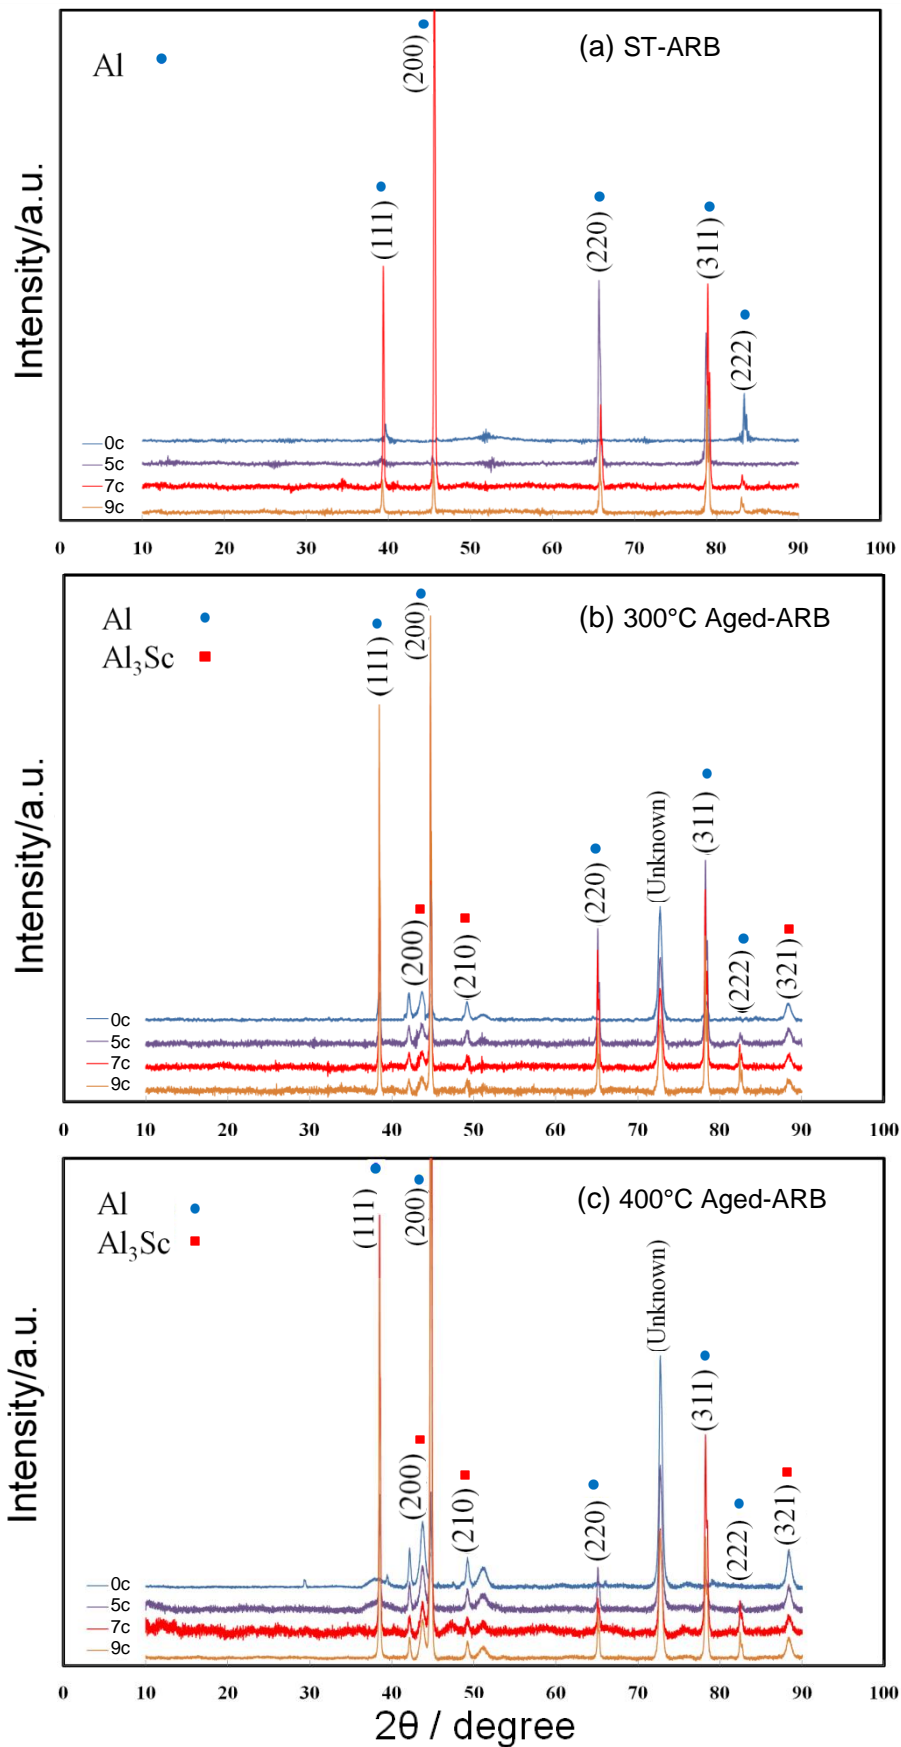 (a) ST-ARB
Al
Intensity/a.u.
(111)
(200)
(220)
(311)
(222)
0c
5c
7c
9c
0 10 20 30 40 50 60 70 80 90 100
(b) 300°C Aged-ARB
Al
Al₃Sc
Intensity/a.u.
(111)
(200)
(200)
(210)
(220)
(Unknown)
(311)
(222)
(321)
0c
5c
7c
9c
0 10 20 30 40 50 60 70 80 90 100
(c) 400°C Aged-ARB
Al
Al₃Sc
Intensity/a.u.
(111)
(200)
(200)
(210)
(220)
(Unknown)
(311)
(222)
(321)
0c
5c
7c
9c
0 10 20 30 40 50 60 70 80 90 100
2θ / degree